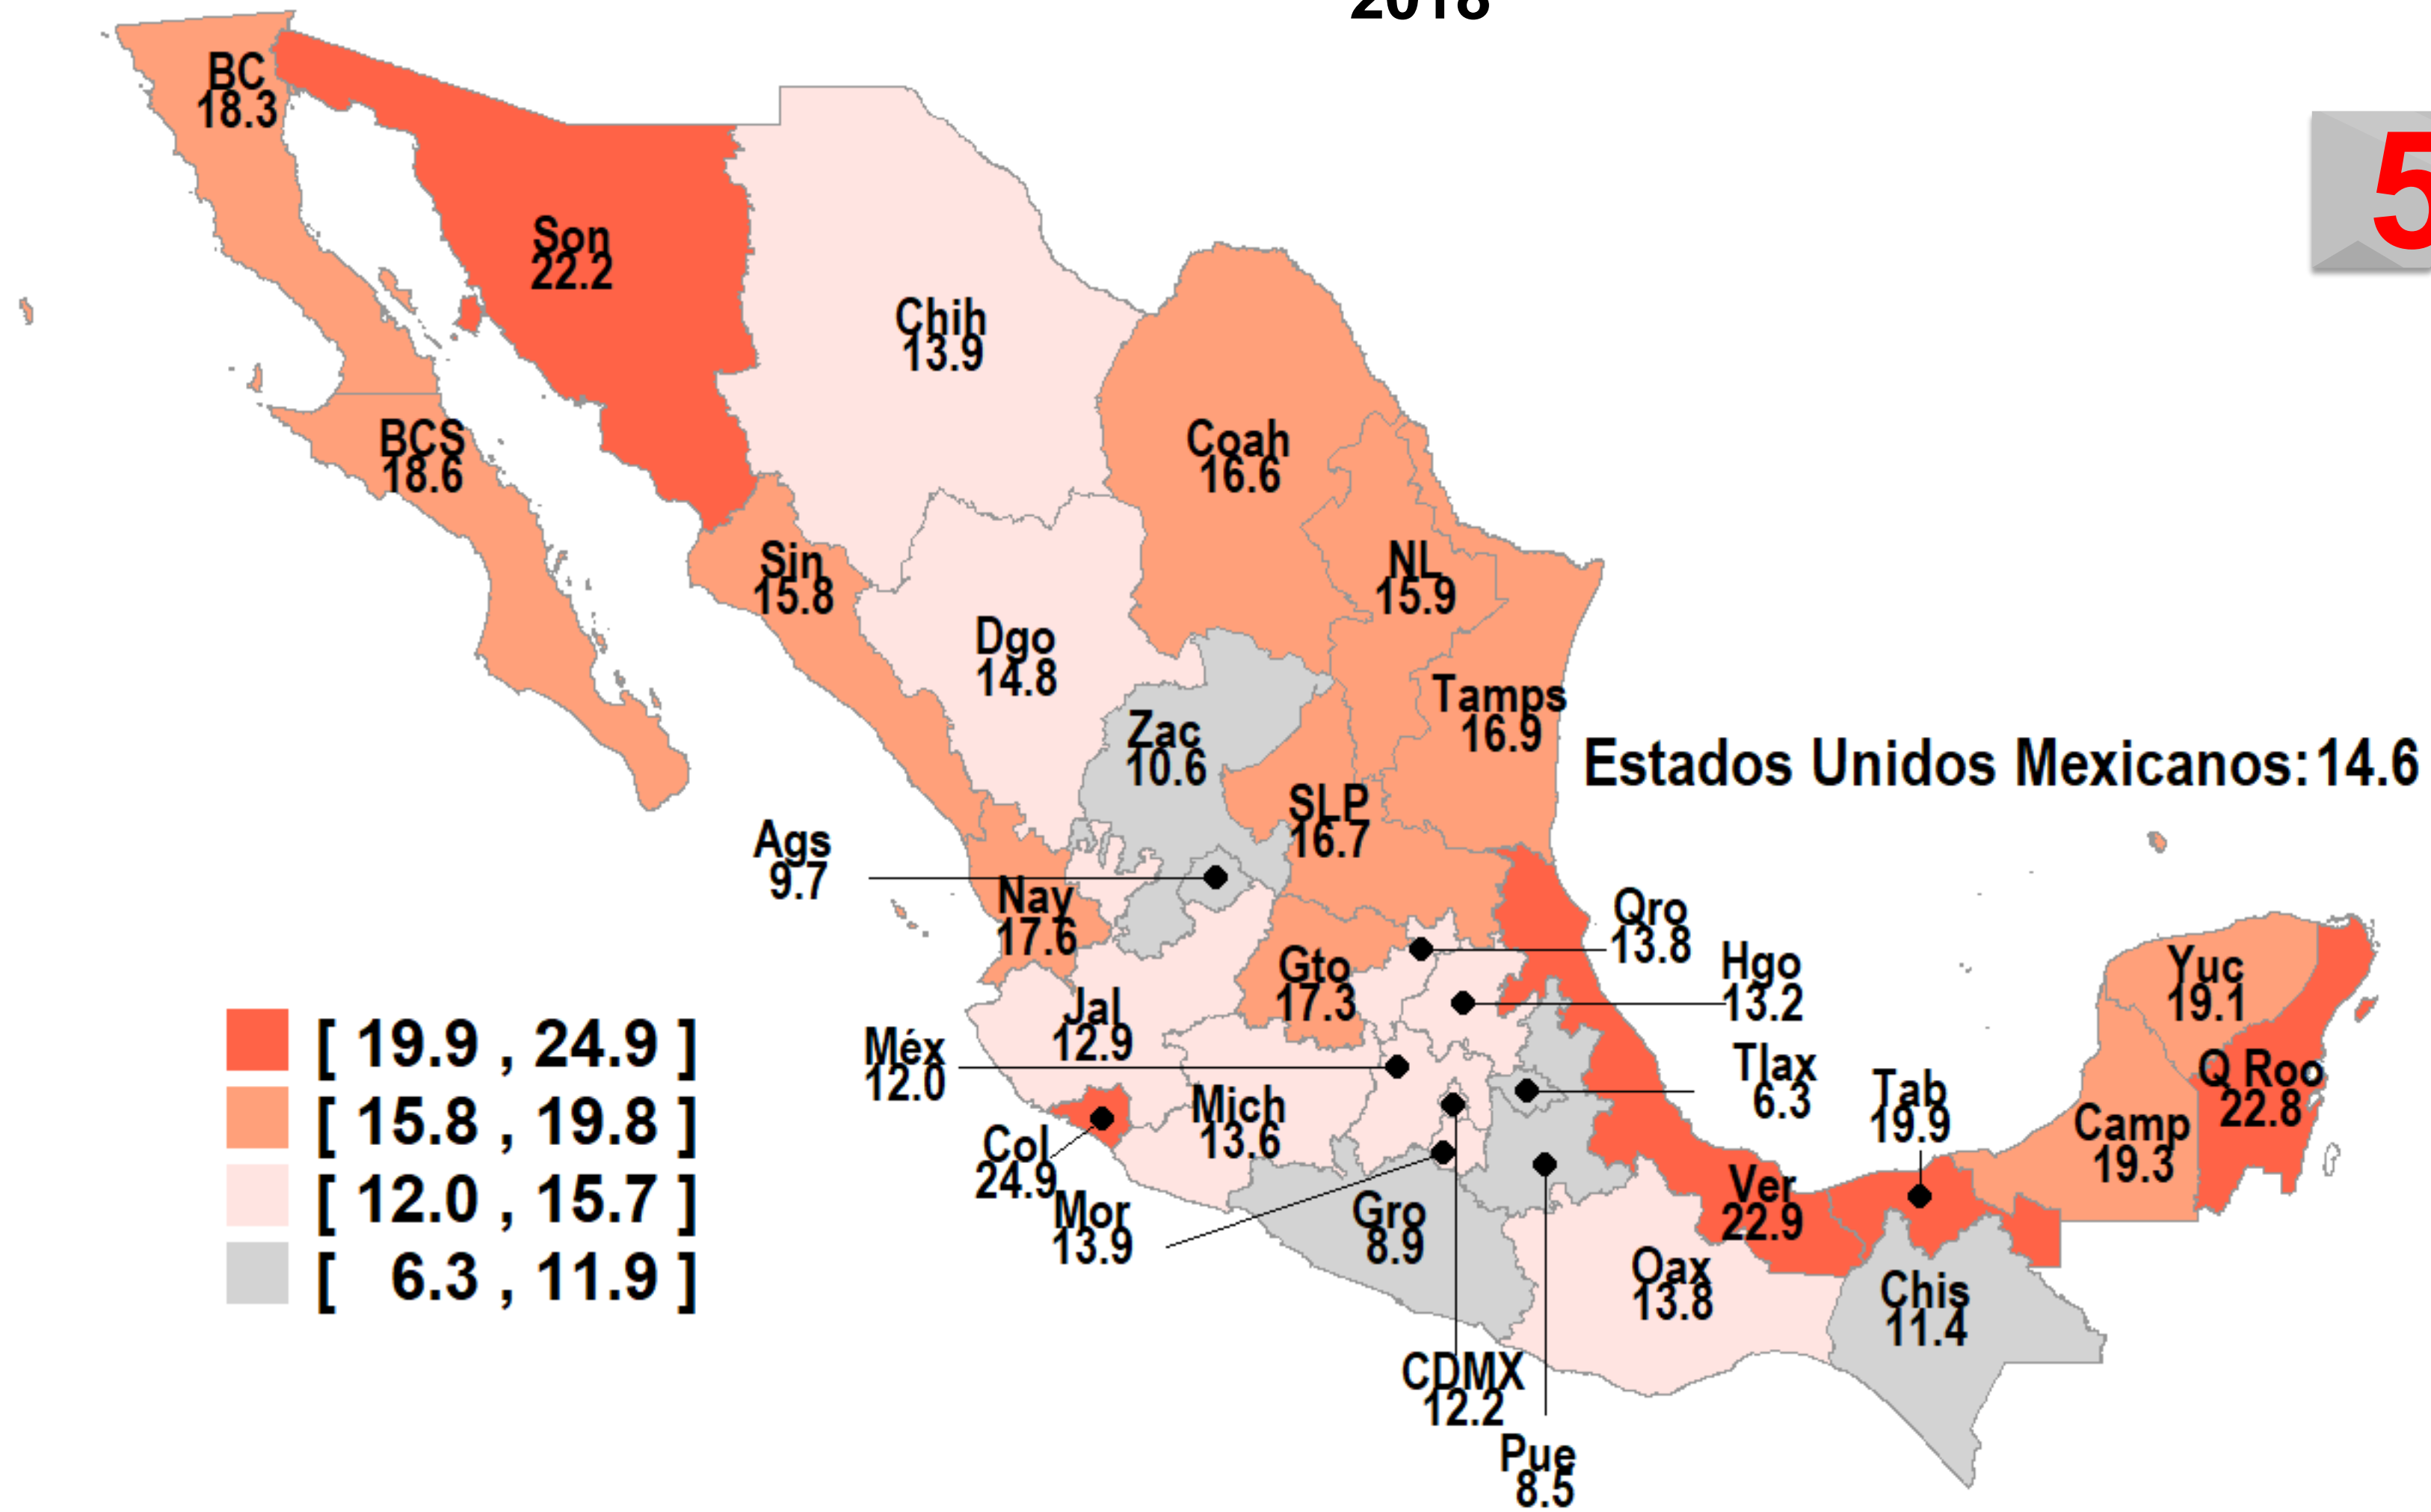 2018
BC
18.3
5
Son
22.2
Chih
13.9
Coah
16.6
BCS
18.6
Sin
15.8
NL
15.9
Dgo
14.8
Tamps
16.9
Zac
10.6
Estados Unidos Mexicanos: 14.6
SLP
16.7
Ags
9.7
Nay
17.6
Qro
13.8
Gto
17.3
Hgo
13.2
Yuc
19.1
Jal
12.9
Méx
12.0
Tlax
6.3
Tab
19.9
Q Roo
22.8
Mich
13.6
Camp
19.3
Col
24.9
Mor
13.9
Gro
8.9
Ver
22.9
Oax
13.8
Chis
11.4
CDMX
12.2
Pue
8.5
[ 19.9 , 24.9 ]
[ 15.8 , 19.8 ]
[ 12.0 , 15.7 ]
[ 6.3 , 11.9 ]